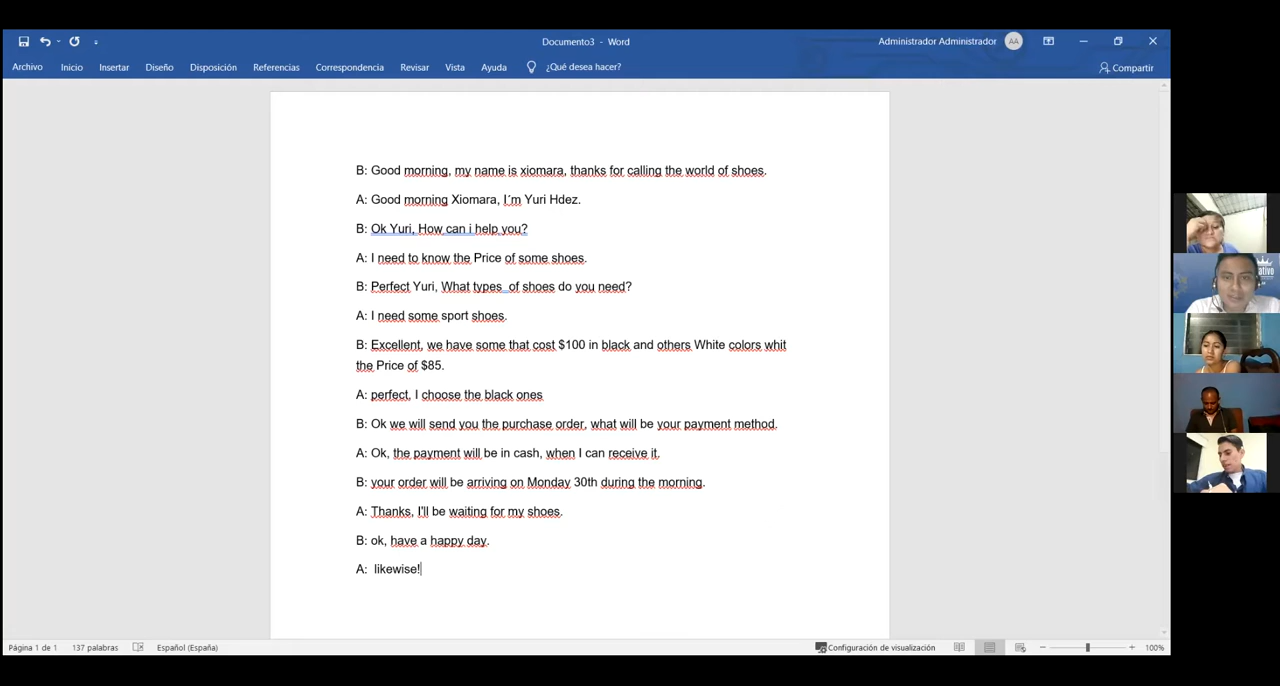 Documento3 - Word
Administrador Administrador AA
Archivo Inicio Insertar Diseño Disposición Referencias Correspondencia Revisar Vista Ayuda ¿Qué desea hacer? Compartir
B: Good morning, my name is xiomara, thanks for calling the world of shoes.
A: Good morning Xiomara, I´m Yuri Hdez.
B: Ok Yuri, How can i help you?
A: I need to know the Price of some shoes.
B: Perfect Yuri, What types  of shoes do you need?
A: I need some sport shoes.
B: Excellent, we have some that cost $100 in black and others White colors whit
the Price of $85.
A: perfect, I choose the black ones
B: Ok we will send you the purchase order, what will be your payment method.
A: Ok, the payment will be in cash, when I can receive it.
B: your order will be arriving on Monday 30th during the morning.
A: Thanks, I'll be waiting for my shoes.
B: ok, have a happy day.
A:  likewise!
Página 1 de 1 137 palabras Español (España) Configuración de visualización 100%